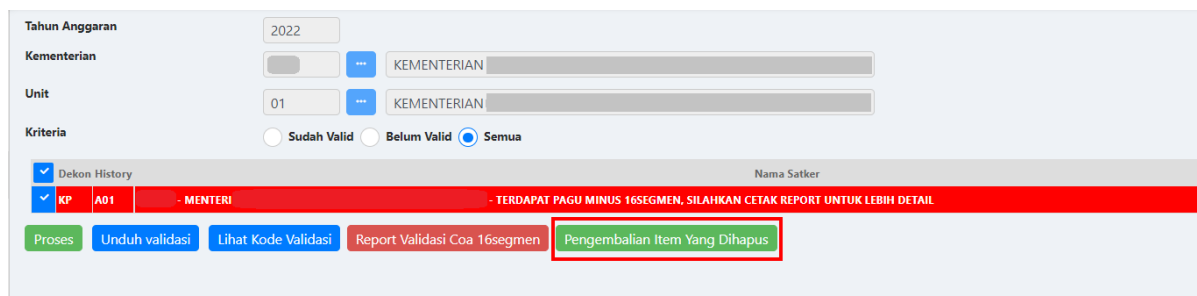 Tahun Anggaran 2022
Kementerian ... KEMENTERIAN
Unit 01 ... KEMENTERIAN
Kriteria Sudah Valid Belum Valid Semua
Dekon History Nama Satker
KP A01 - MENTERI - TERDAPAT PAGU MINUS 16SEGMEN, SILAHKAN CETAK REPORT UNTUK LEBIH DETAIL
Proses Unduh validasi Lihat Kode Validasi Report Validasi Coa 16segmen Pengembalian Item Yang Dihapus